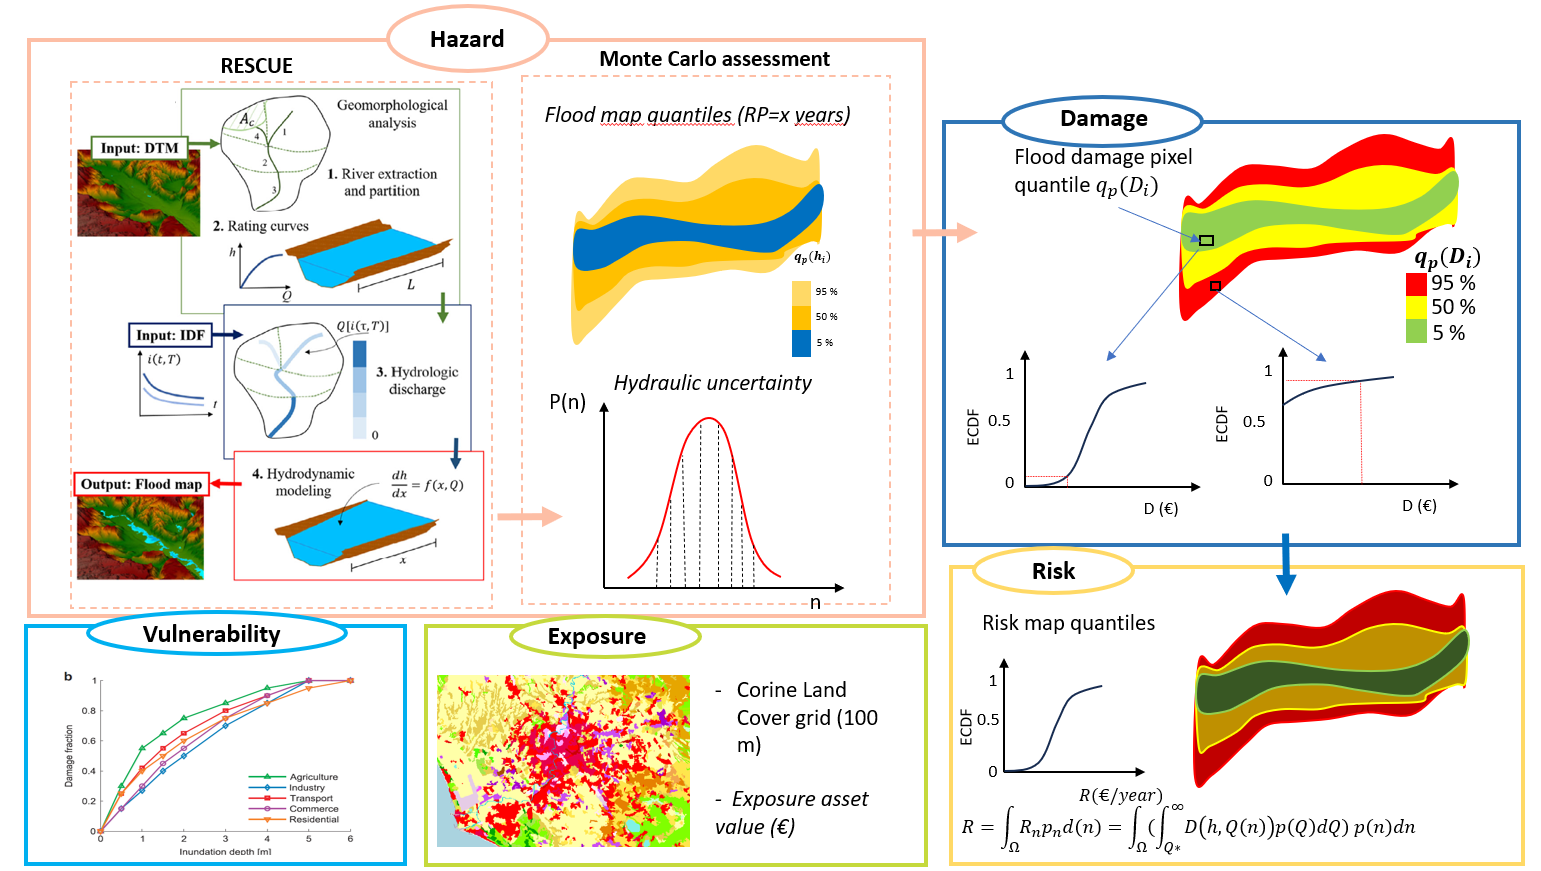 Hazard
RESCUE
Geomorphological
analysis
A_c
1
4
2
3
Input: DTM
1. River extraction
and partition
2. Rating curves
h
Q
L
Input: IDF
i(t,T)
t
Q[i(τ,T)]
3. Hydrologic
discharge
0
Output: Flood map
4. Hydrodynamic
modeling
dh/dx = f(x,Q)
x
Monte Carlo assessment
Flood map quantiles (RP=x years)
q_p(h_i)
95 %
50 %
5 %
Hydraulic uncertainty
P(n)
n
Damage
Flood damage pixel
quantile q_p(D_i)
q_p(D_i)
95 %
50 %
5 %
1
0.5
0
ECDF
D (€)
1
0.5
0
ECDF
D (€)
Vulnerability
b
Damage fraction
1
0.8
0.6
0.4
0.2
0
0 1 2 3 4 5 6
Inundation depth [m]
Agriculture
Industry
Transport
Commerce
Residential
Exposure
- Corine Land
Cover grid (100
m)
- Exposure asset
value (€)
Risk
Risk map quantiles
1
0.5
0
ECDF
R(€/year)
R = ∫_Ω R_n p_n d(n) = ∫_Ω (∫_{Q*}^∞ D(h, Q(n))p(Q)dQ) p(n)dn